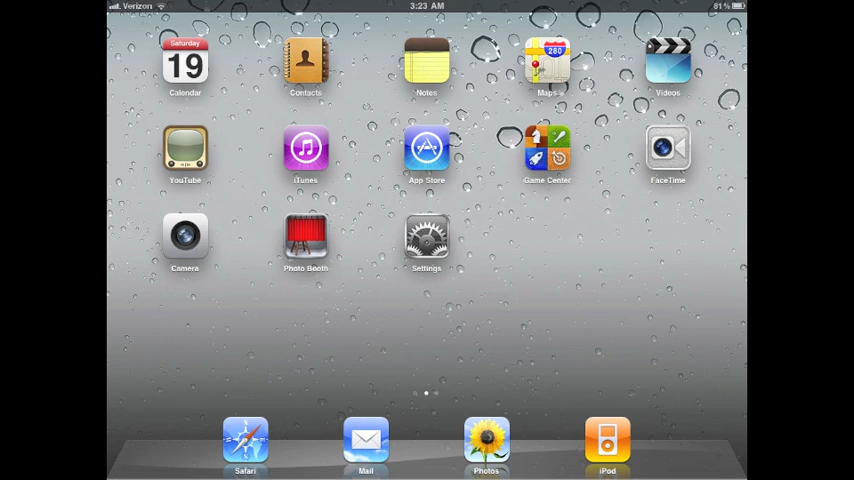 Verizon 3:23 AM 81%
Saturday
19
280
Calendar Contacts Notes Maps Videos
YouTube iTunes App Store Game Center FaceTime
Camera Photo Booth Settings
Safari Mail Photos iPod